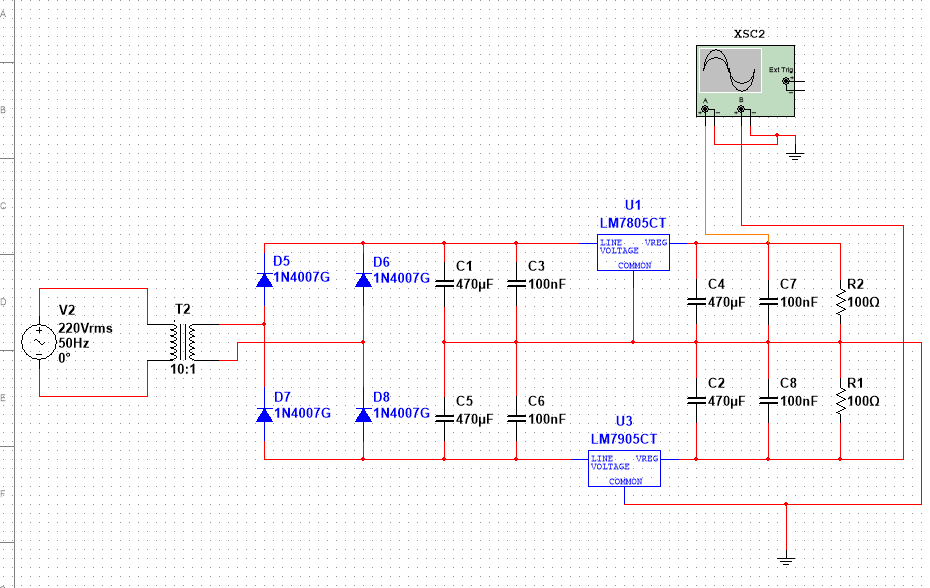 A
XSC2
Ext Trig
+
B
A
B
C
U1
LM7805CT
LINE VREG
VOLTAGE
COMMON
D5
1N4007G
D6
1N4007G
C1
470µF
C3
100nF
C4
470µF
C7
100nF
R2
100Ω
D
V2
220Vrms
50Hz
0°
T2
10:1
E
D7
1N4007G
D8
1N4007G
C5
470µF
C6
100nF
C2
470µF
C8
100nF
R1
100Ω
U3
LM7905CT
LINE VREG
VOLTAGE
COMMON
F